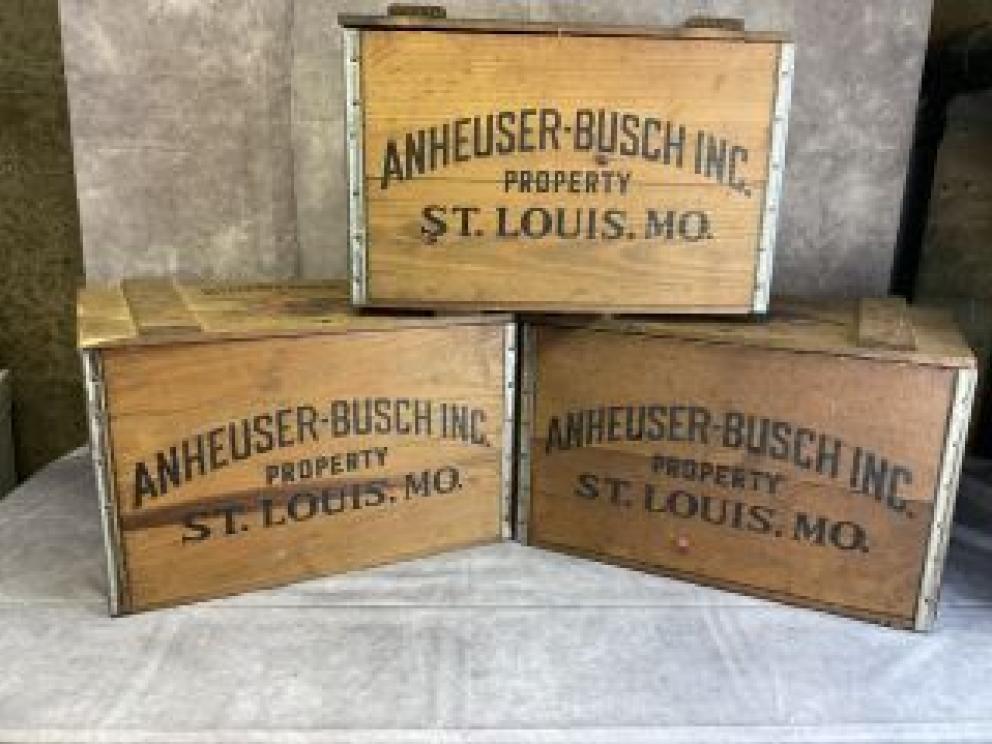 ANHEUSER-BUSCH INC.
PROPERTY
ST. LOUIS. MO.
ANHEUSER-BUSCH INC.
PROPERTY
ST. LOUIS. MO.
ANHEUSER-BUSCH INC.
PROPERTY
ST. LOUIS. MO.